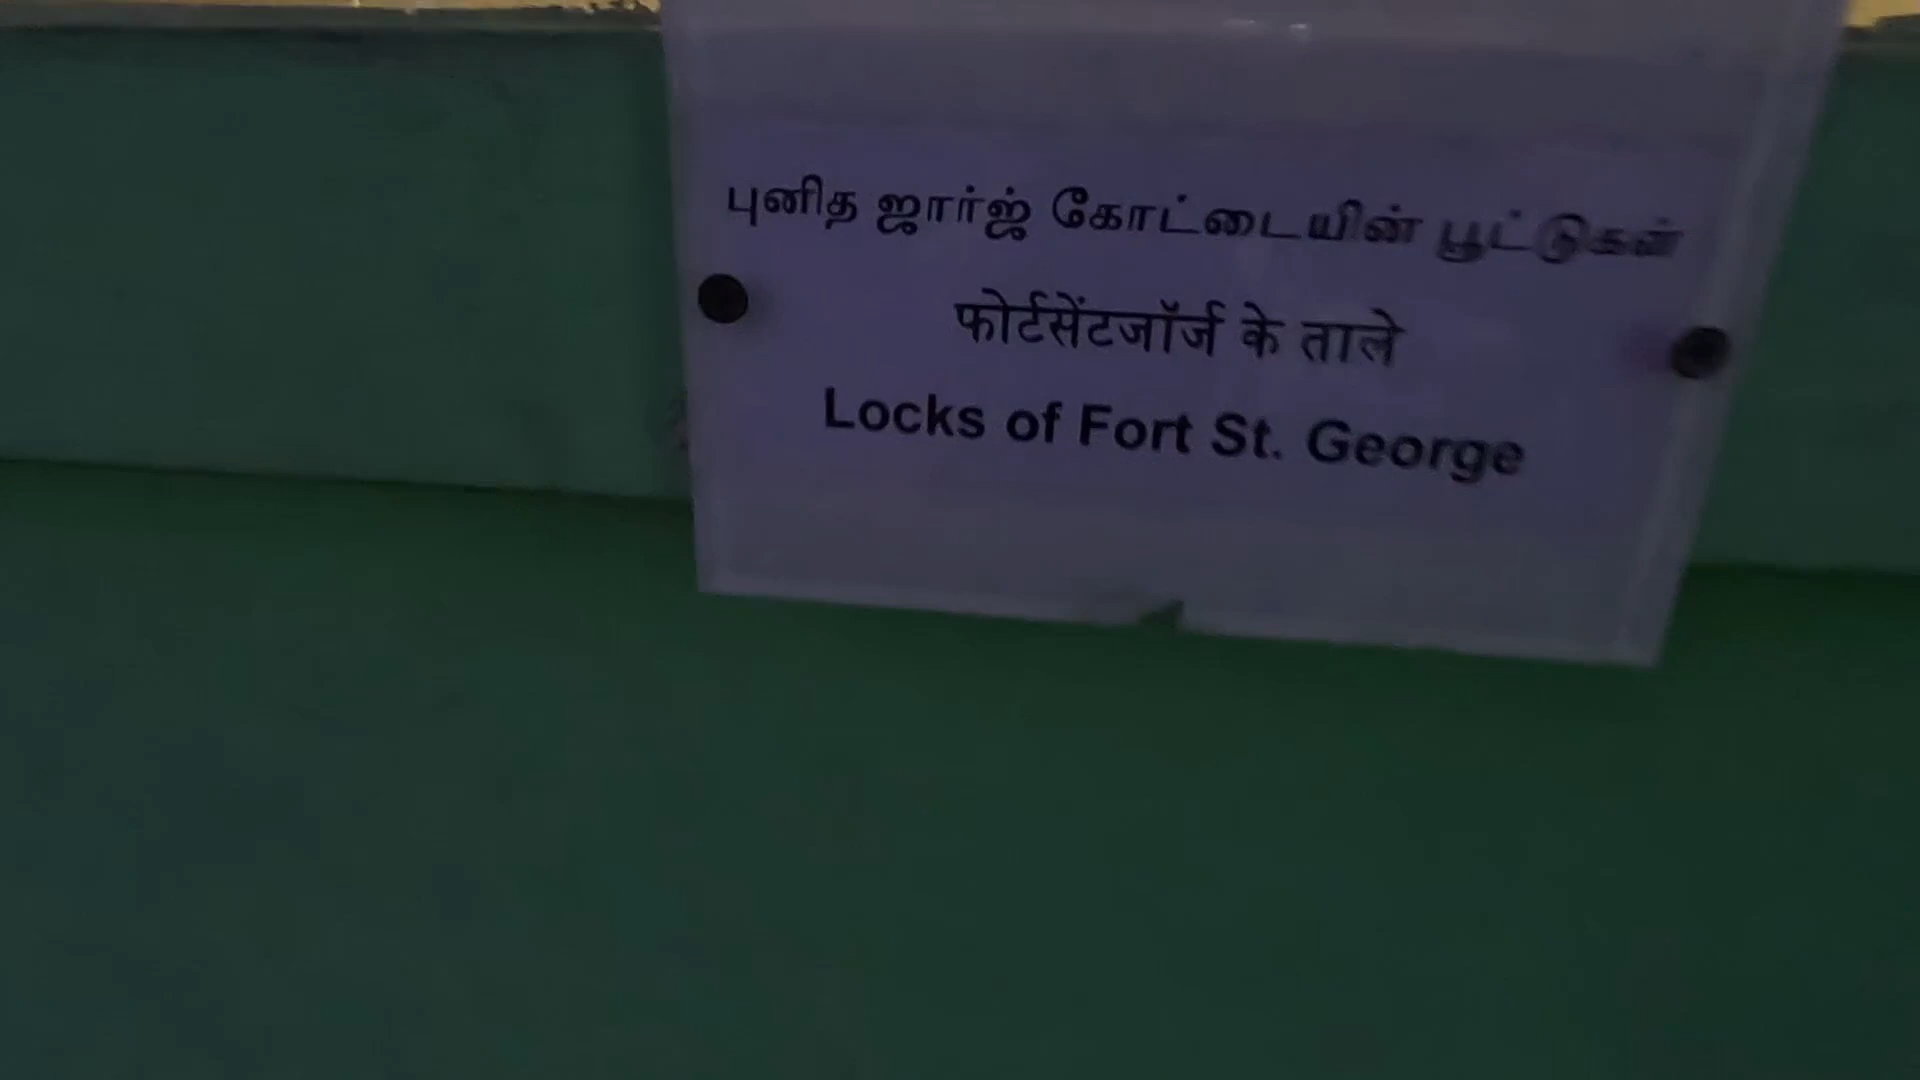 புனித ஜார்ஜ் கோட்டையின் பூட்டுகள்
फोर्टसेंटजॉर्ज के ताले
Locks of Fort St. George